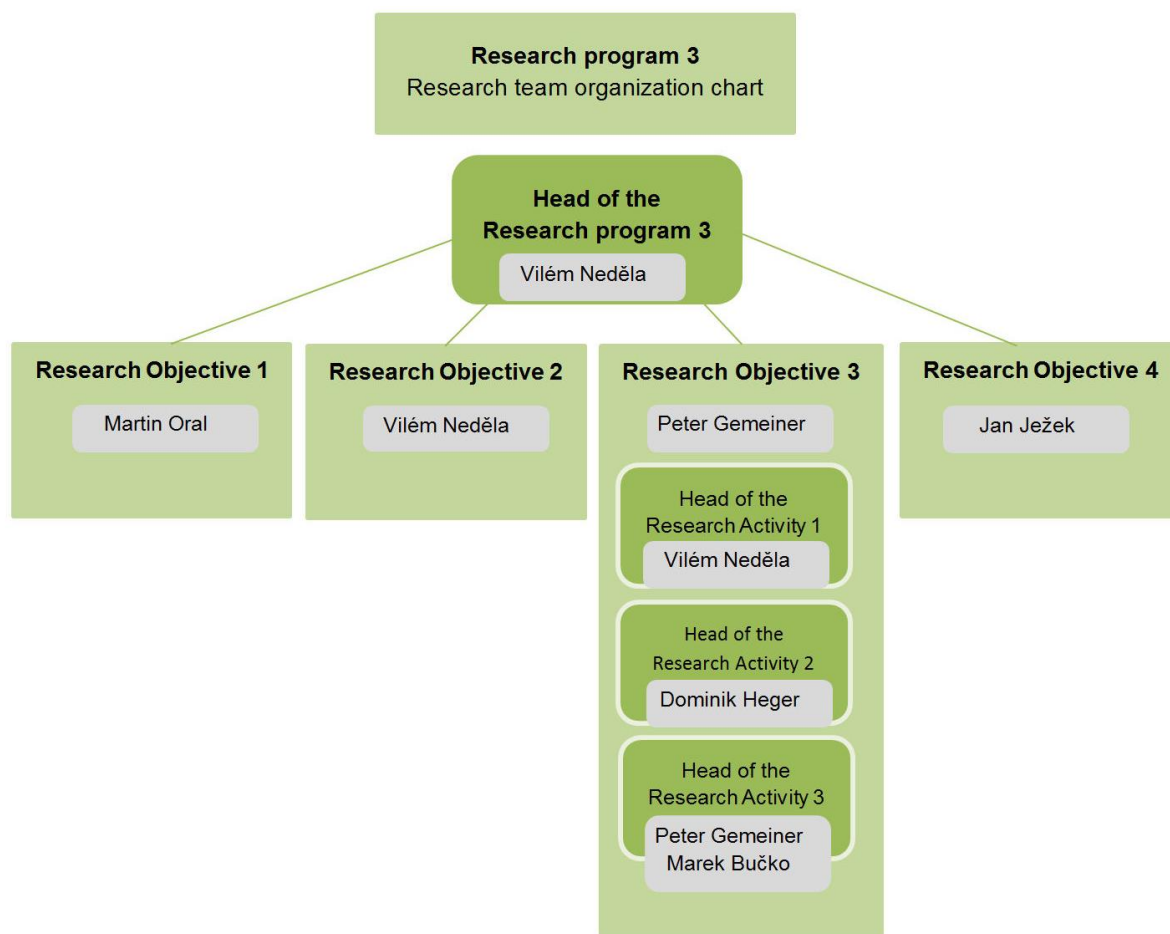 Research program 3
Research team organization chart
Head of the
Research program 3
Vilém Neděla
Research Objective 1
Martin Oral
Research Objective 2
Vilém Neděla
Research Objective 3
Peter Gemeiner
Head of the
Research Activity 1
Vilém Neděla
Head of the
Research Activity 2
Dominik Heger
Head of the
Research Activity 3
Peter Gemeiner
Marek Bučko
Research Objective 4
Jan Ježek